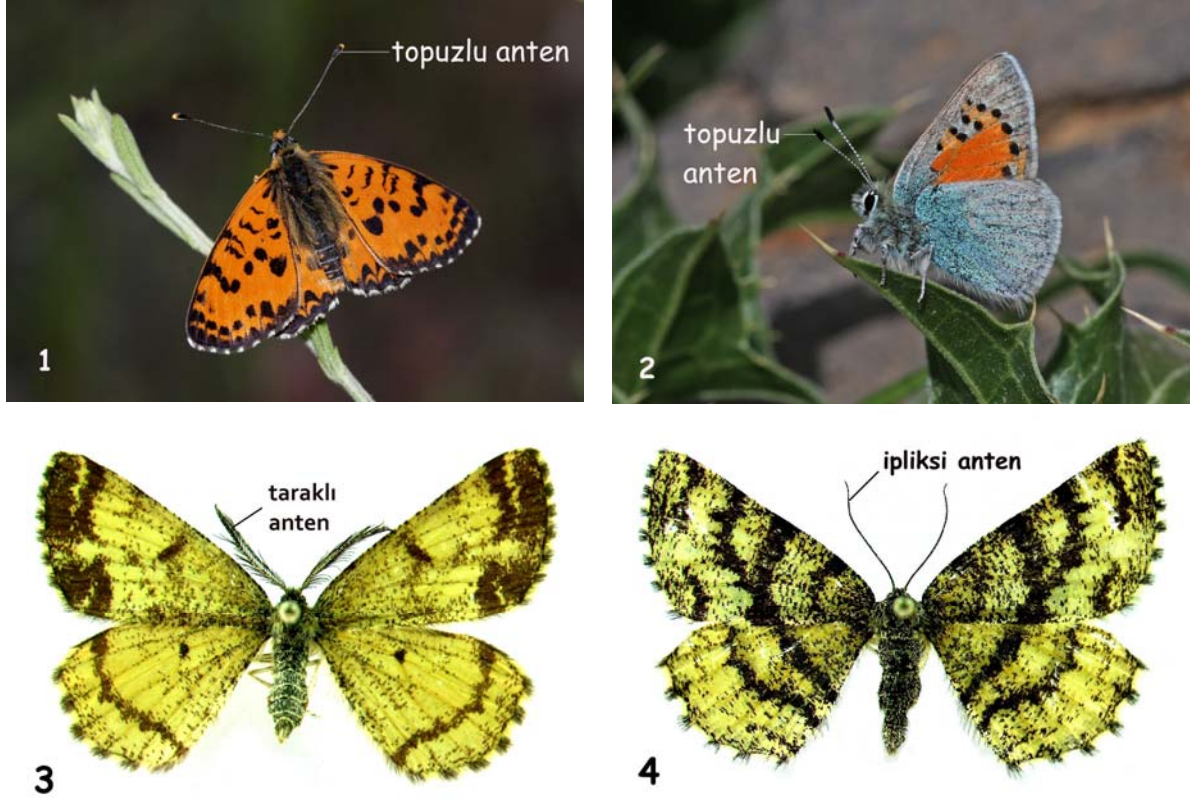 topuzlu anten
1
topuzlu
anten
2
taraklı
anten
3
ipliksi anten
4